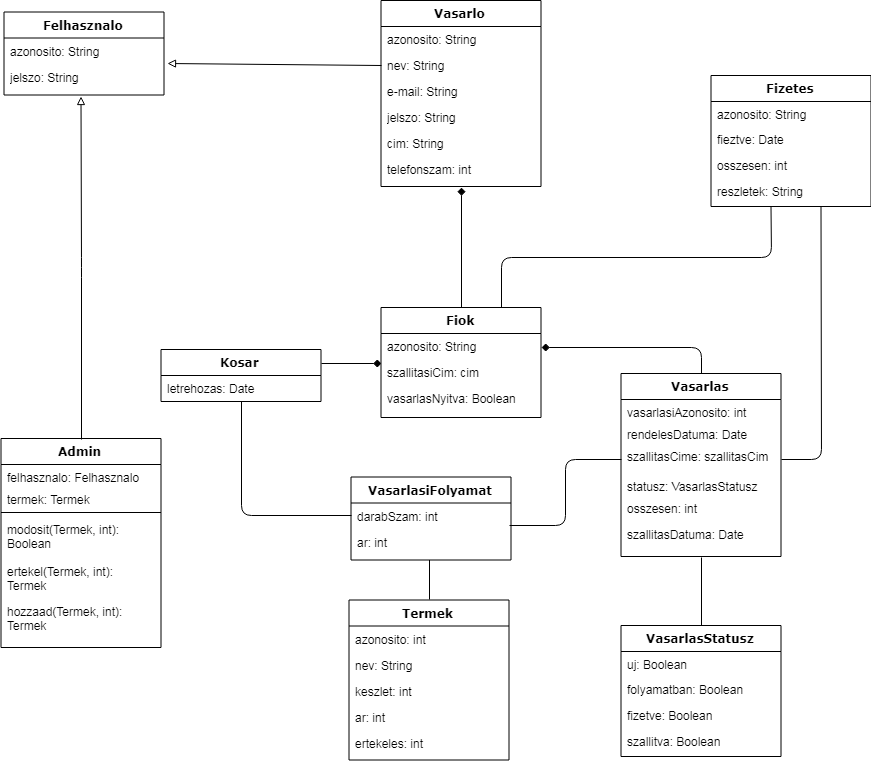 Felhasznalo
azonosito: String
jelszo: String
Vasarlo
azonosito: String
nev: String
e-mail: String
jelszo: String
cim: String
telefonszam: int
Fizetes
azonosito: String
fieztve: Date
osszesen: int
reszletek: String
Fiok
azonosito: String
szallitasiCim: cim
vasarlasNyitva: Boolean
Kosar
letrehozas: Date
Vasarlas
vasarlasiAzonosito: int
rendelesDatuma: Date
szallitasCime: szallitasCim
statusz: VasarlasStatusz
osszesen: int
szallitasDatuma: Date
Admin
felhasznalo: Felhasznalo
termek: Termek
modosit(Termek, int):
Boolean
ertekel(Termek, int):
Termek
hozzaad(Termek, int):
Termek
VasarlasiFolyamat
darabSzam: int
ar: int
Termek
azonosito: int
nev: String
keszlet: int
ar: int
ertekeles: int
VasarlasStatusz
uj: Boolean
folyamatban: Boolean
fizetve: Boolean
szallitva: Boolean